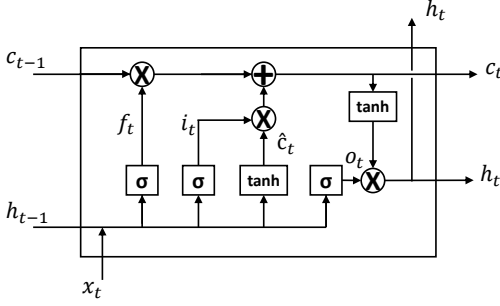 h_t
c_{t-1}
c_t
tanh
f_t
i_t
ĉ_t
o_t
σ
σ
tanh
σ
h_t
h_{t-1}
x_t